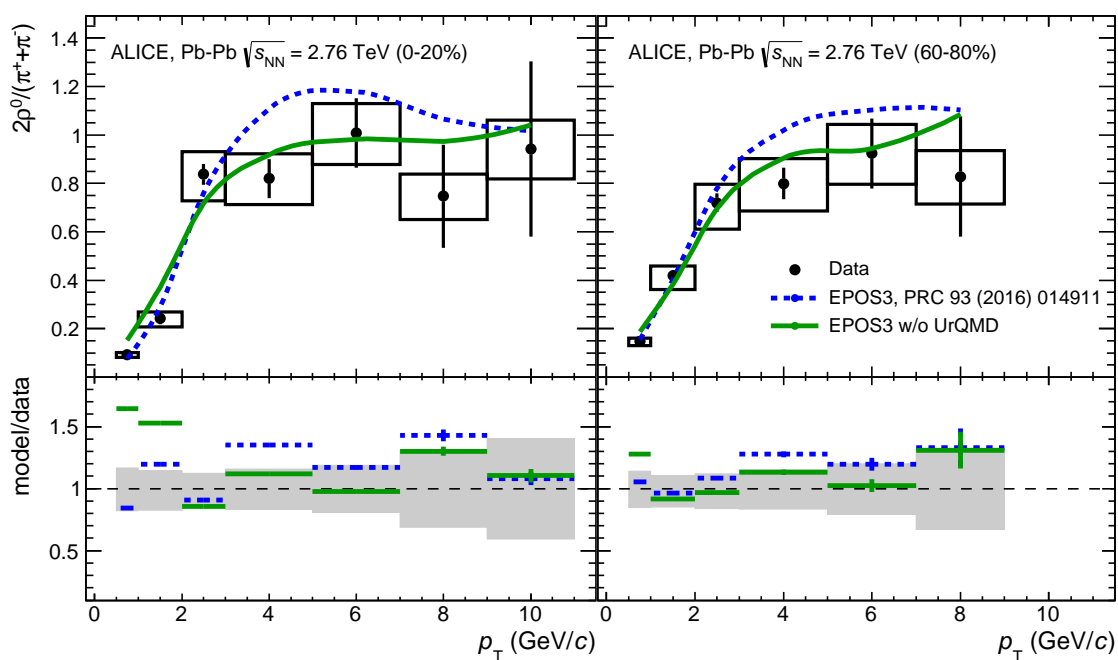 ALICE, Pb-Pb √s_NN = 2.76 TeV (0-20%)
ALICE, Pb-Pb √s_NN = 2.76 TeV (60-80%)
2ρ⁰/(π⁺+π⁻)
1.4
1.2
1
0.8
0.6
0.4
0.2
Data
EPOS3, PRC 93 (2016) 014911
EPOS3 w/o UrQMD
model/data
1.5
1
0.5
0 2 4 6 8 10
0 2 4 6 8 10
p_T (GeV/c)
p_T (GeV/c)